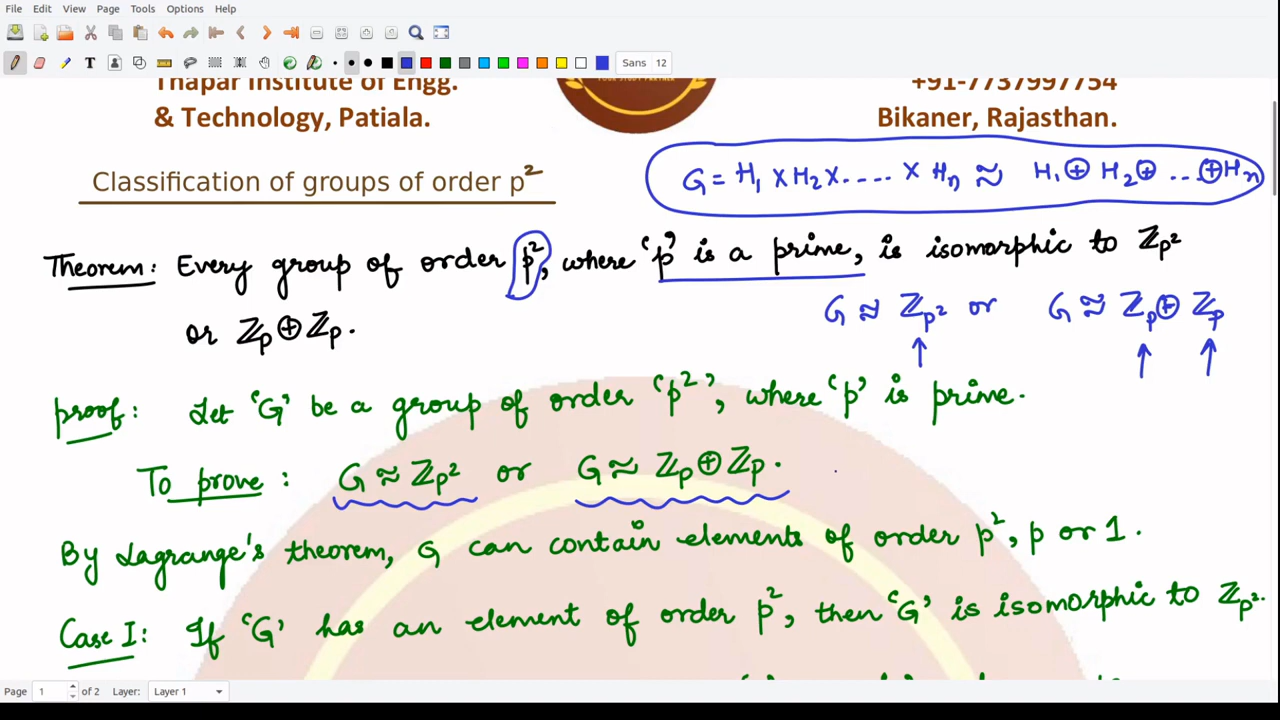 File Edit View Page Tools Options Help
Sans 12
Thapar Institute of Engg. +91-7737997754
& Technology, Patiala. Bikaner, Rajasthan.
Classification of groups of order p²
G = H₁ × H₂ × ..... × Hₙ ≈ H₁ ⊕ H₂ ⊕ ... ⊕ Hₙ
Theorem: Every group of order p², where 'p' is a prime, is isomorphic to ℤp²
or ℤp ⊕ ℤp.
G ≈ ℤp² or G ≈ ℤp ⊕ ℤp
proof: Let 'G' be a group of order 'p²', where 'p' is prime.
To prove: G ≈ ℤp² or G ≈ ℤp ⊕ ℤp.
By Lagrange's theorem, G can contain elements of order p², p or 1.
Case I: If 'G' has an element of order p², then 'G' is isomorphic to ℤp².
Page 1 of 2 Layer: Layer 1